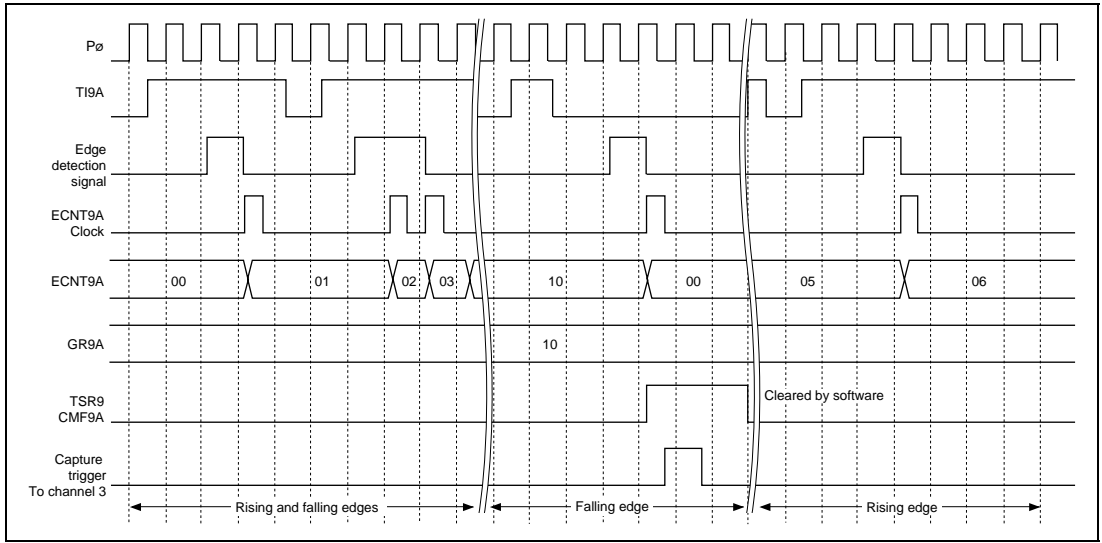 Pø
TI9A
Edge
detection
signal
ECNT9A
Clock
ECNT9A
00
01
02
03
10
00
05
06
GR9A
10
TSR9
CMF9A
Cleared by software
Capture
trigger
To channel 3
Rising and falling edges
Falling edge
Rising edge